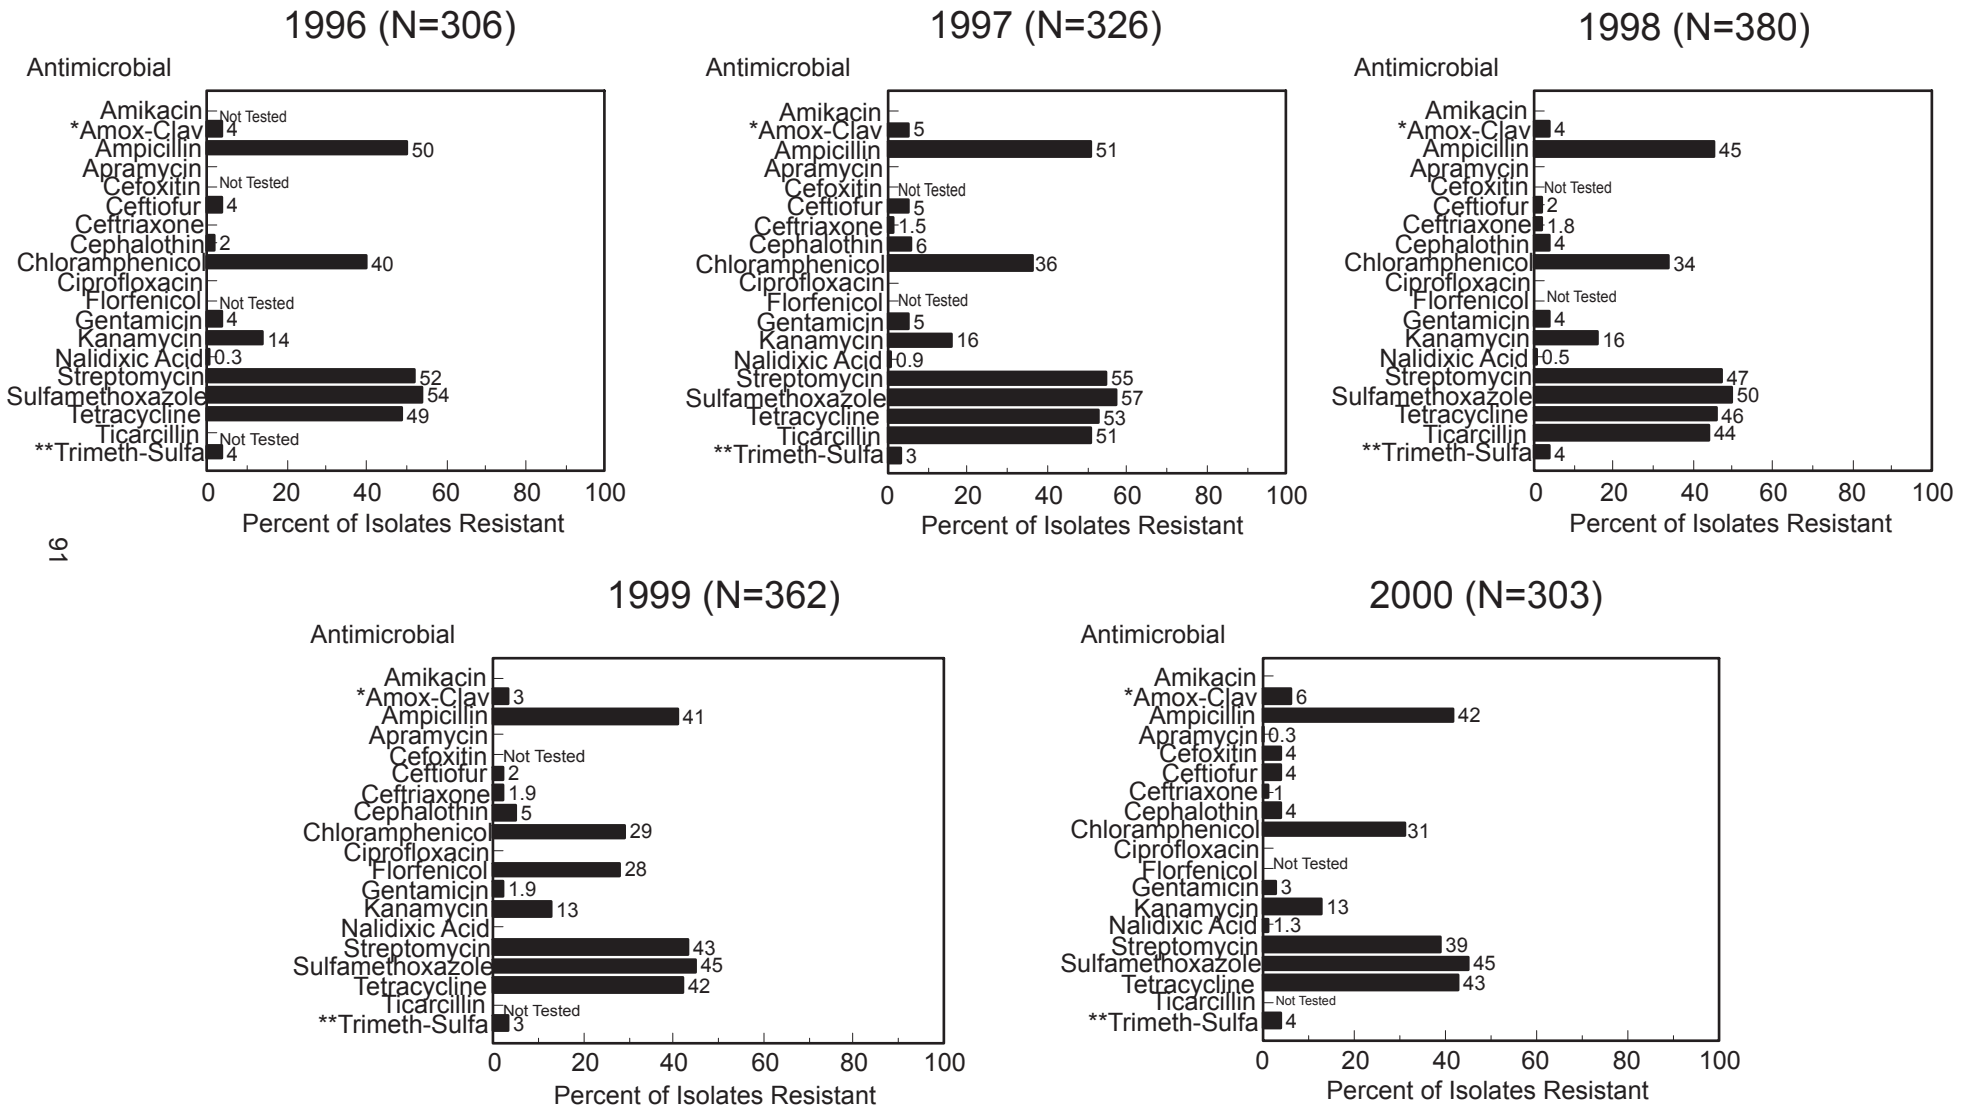 1996 (N=306)
Antimicrobial
Amikacin Not Tested
*Amox-Clav 4
Ampicillin 50
Apramycin
Cefoxitin Not Tested
Ceftiofur 4
Ceftriaxone
Cephalothin 2
Chloramphenicol 40
Ciprofloxacin
Florfenicol Not Tested
Gentamicin 4
Kanamycin 14
Nalidixic Acid 0.3
Streptomycin 52
Sulfamethoxazole 54
Tetracycline 49
Ticarcillin Not Tested
**Trimeth-Sulfa 4
0 20 40 60 80 100
Percent of Isolates Resistant
1997 (N=326)
Antimicrobial
Amikacin
*Amox-Clav 5
Ampicillin 51
Apramycin
Cefoxitin Not Tested
Ceftiofur 5
Ceftriaxone 1.5
Cephalothin 6
Chloramphenicol 36
Ciprofloxacin
Florfenicol Not Tested
Gentamicin 5
Kanamycin 16
Nalidixic Acid 0.9
Streptomycin 55
Sulfamethoxazole 57
Tetracycline 53
Ticarcillin 51
**Trimeth-Sulfa 3
0 20 40 60 80 100
Percent of Isolates Resistant
1998 (N=380)
Antimicrobial
Amikacin
*Amox-Clav 4
Ampicillin 45
Apramycin
Cefoxitin Not Tested
Ceftiofur 2
Ceftriaxone 1.8
Cephalothin 4
Chloramphenicol 34
Ciprofloxacin
Florfenicol Not Tested
Gentamicin 4
Kanamycin 16
Nalidixic Acid 0.5
Streptomycin 47
Sulfamethoxazole 50
Tetracycline 46
Ticarcillin 44
**Trimeth-Sulfa 4
0 20 40 60 80 100
Percent of Isolates Resistant
91
1999 (N=362)
Antimicrobial
Amikacin
*Amox-Clav 3
Ampicillin 41
Apramycin
Cefoxitin Not Tested
Ceftiofur 2
Ceftriaxone 1.9
Cephalothin 5
Chloramphenicol 29
Ciprofloxacin
Florfenicol 28
Gentamicin 1.9
Kanamycin 13
Nalidixic Acid
Streptomycin 43
Sulfamethoxazole 45
Tetracycline 42
Ticarcillin Not Tested
**Trimeth-Sulfa 3
0 20 40 60 80 100
Percent of Isolates Resistant
2000 (N=303)
Antimicrobial
Amikacin
*Amox-Clav 6
Ampicillin 42
Apramycin 0.3
Cefoxitin 4
Ceftiofur 4
Ceftriaxone 1
Cephalothin 4
Chloramphenicol 31
Ciprofloxacin
Florfenicol Not Tested
Gentamicin 3
Kanamycin 13
Nalidixic Acid 1.3
Streptomycin 39
Sulfamethoxazole 45
Tetracycline 43
Ticarcillin Not Tested
**Trimeth-Sulfa 4
0 20 40 60 80 100
Percent of Isolates Resistant